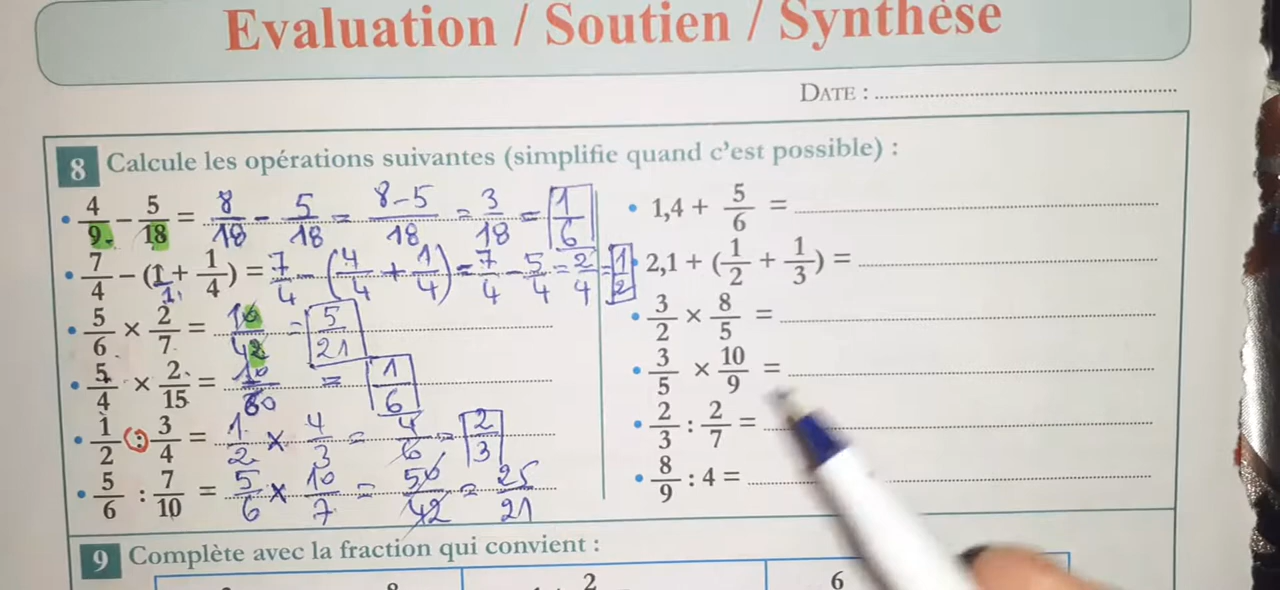 Evaluation / Soutien / Synthèse
DATE :
8 Calcule les opérations suivantes (simplifie quand c'est possible) :
• 4/9 - 5/18 = 8/18 - 5/18 = 8-5/18 = 3/18 = 1/6
• 7/4 - (1 + 1/4) = 7/4 - (4/4 + 1/4) = 7/4 - 5/4 = 2/4 = 1/2
• 5/6 × 2/7 = 10/42 = 5/21
• 5/4 × 2/15 = 10/60 = 1/6
• 1/2 : 3/4 = 1/2 × 4/3 = 4/6 = 2/3
• 5/6 : 7/10 = 5/6 × 10/7 = 50/42 = 25/21
• 1,4 + 5/6 =
• 2,1 + (1/2 + 1/3) =
• 3/2 × 8/5 =
• 3/5 × 10/9 =
• 2/3 : 2/7 =
• 8/9 : 4 =
9 Complète avec la fraction qui convient :
2
6